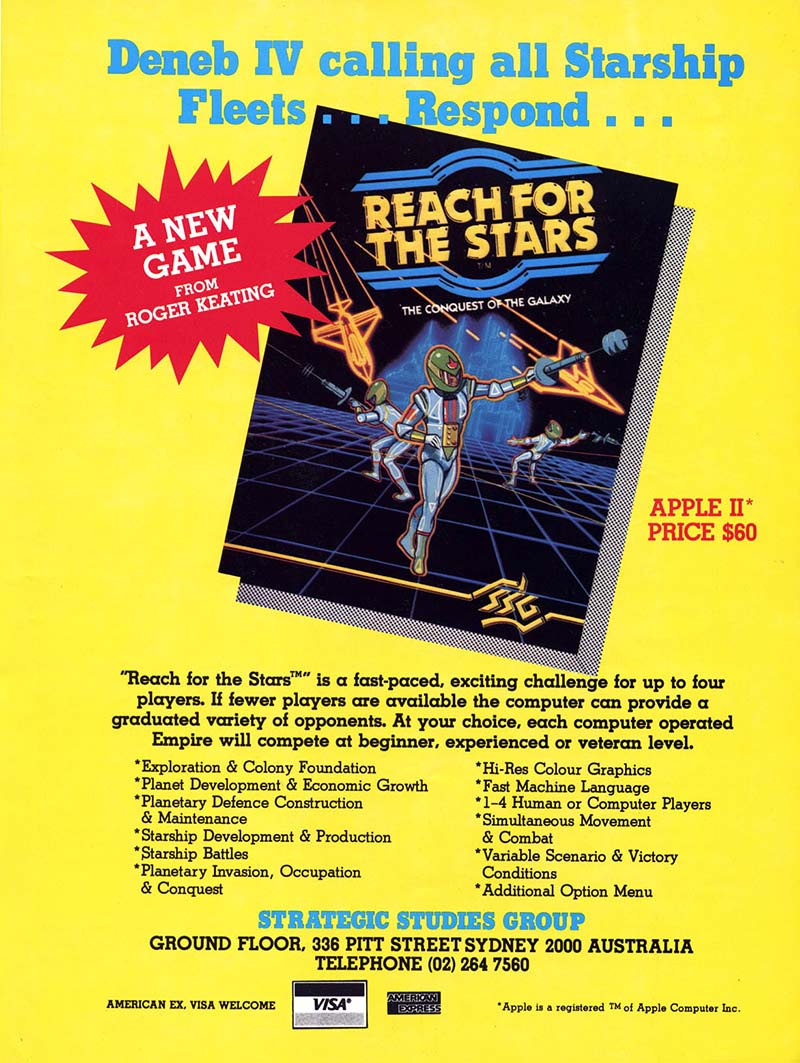 Deneb IV calling all Starship
Fleets . . . Respond . . .
A NEW
GAME
FROM
ROGER KEATING
REACH FOR
THE STARS
TM
THE CONQUEST OF THE GALAXY
SSG
APPLE II*
PRICE $60
"Reach for the Stars™" is a fast-paced, exciting challenge for up to four
players. If fewer players are available the computer can provide a
graduated variety of opponents. At your choice, each computer operated
Empire will compete at beginner, experienced or veteran level.
*Exploration & Colony Foundation
*Planet Development & Economic Growth
*Planetary Defence Construction
& Maintenance
*Starship Development & Production
*Starship Battles
*Planetary Invasion, Occupation
& Conquest
*Hi-Res Colour Graphics
*Fast Machine Language
*1-4 Human or Computer Players
*Simultaneous Movement
& Combat
*Variable Scenario & Victory
Conditions
*Additional Option Menu
STRATEGIC STUDIES GROUP
GROUND FLOOR, 336 PITT STREET SYDNEY 2000 AUSTRALIA
TELEPHONE (02) 264 7560
AMERICAN EX, VISA WELCOME
VISA*
AMERICAN
EXPRESS
*Apple is a registered ™ of Apple Computer Inc.